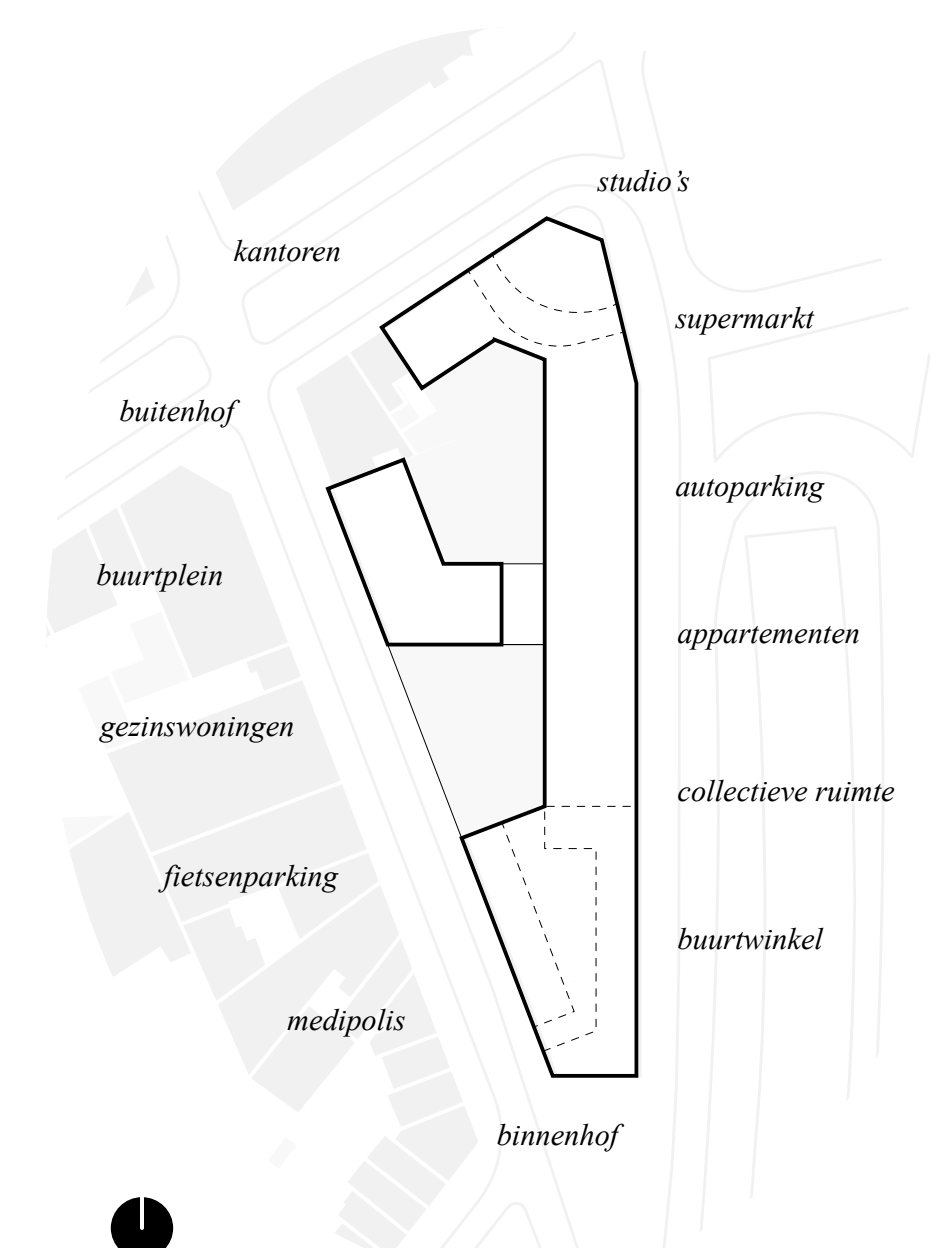 studio’s
kantoren
supermarkt
buitenhof
autoparking
buurtplein
appartementen
gezinswoningen
collectieve ruimte
fietsenparking
buurtwinkel
medipolis
binnenhof